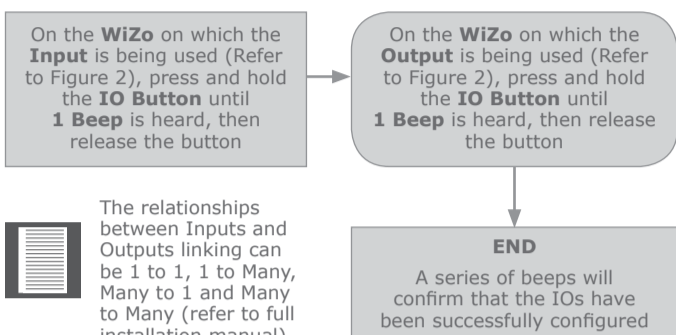 On the WiZo on which the
Input is being used (Refer
to Figure 2), press and hold
the IO Button until
1 Beep is heard, then
release the button
On the WiZo on which the
Output is being used (Refer
to Figure 2), press and hold
the IO Button until
1 Beep is heard, then release
the button
The relationships
between Inputs and
Outputs linking can
be 1 to 1, 1 to Many,
Many to 1 and Many
to Many (refer to full
installation manual)
END
A series of beeps will
confirm that the IOs have
been successfully configured